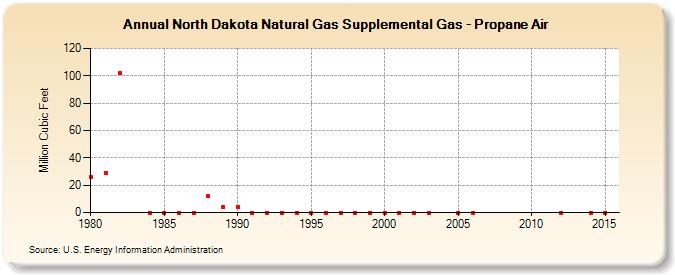 Annual North Dakota Natural Gas Supplemental Gas - Propane Air
Million Cubic Feet
120
100
80
60
40
20
0
1980 1985 1990 1995 2000 2005 2010 2015
Source: U.S. Energy Information Administration